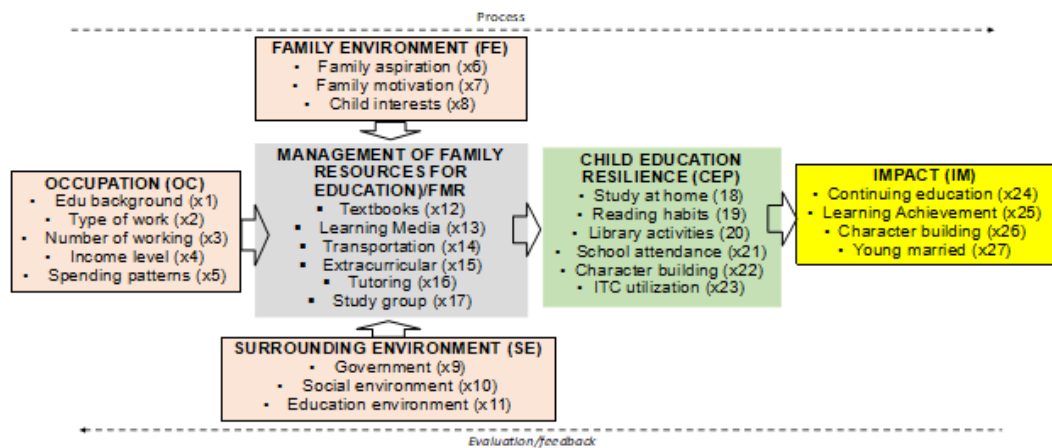 Process
FAMILY ENVIRONMENT (FE)
▪ Family aspiration (x6)
▪ Family motivation (x7)
▪ Child interests (x8)
OCCUPATION (OC)
▪ Edu background (x1)
▪ Type of work (x2)
▪ Number of working (x3)
▪ Income level (x4)
▪ Spending patterns (x5)
MANAGEMENT OF FAMILY
RESOURCES FOR
EDUCATION)/FMR
▪ Textbooks (x12)
▪ Learning Media (x13)
▪ Transportation (x14)
▪ Extracurricular (x15)
▪ Tutoring (x16)
▪ Study group (x17)
CHILD EDUCATION
RESILIENCE (CEP)
▪ Study at home (18)
▪ Reading habits (19)
▪ Library activities (20)
▪ School attendance (x21)
▪ Character building (x22)
▪ ITC utilization (x23)
IMPACT (IM)
▪ Continuing education (x24)
▪ Learning Achievement (x25)
▪ Character building (x26)
▪ Young married (x27)
SURROUNDING ENVIRONMENT (SE)
▪ Government (x9)
▪ Social environment (x10)
▪ Education environment (x11)
Evaluation/feedback